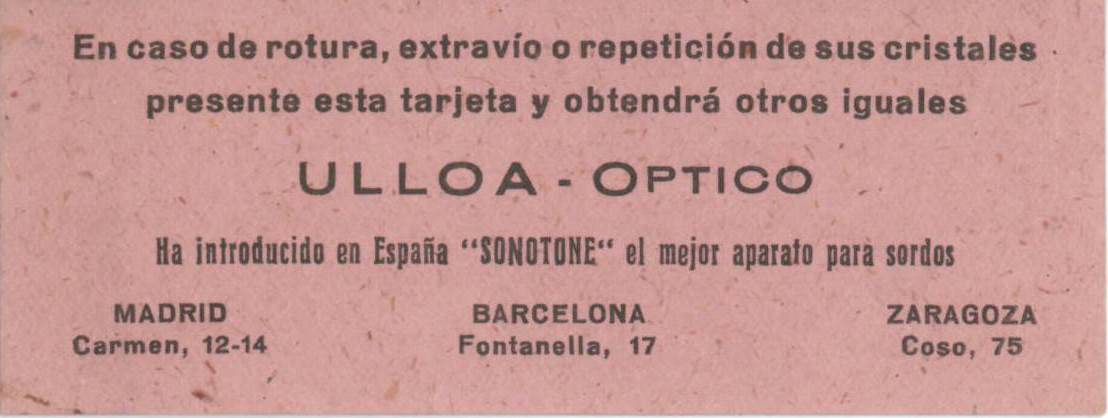 En caso de rotura, extravío o repetición de sus cristales
presente esta tarjeta y obtendrá otros iguales
ULLOA - OPTICO
Ha introducido en España “SONOTONE“ el mejor aparato para sordos
MADRID BARCELONA ZARAGOZA
Carmen, 12-14 Fontanella, 17 Coso, 75